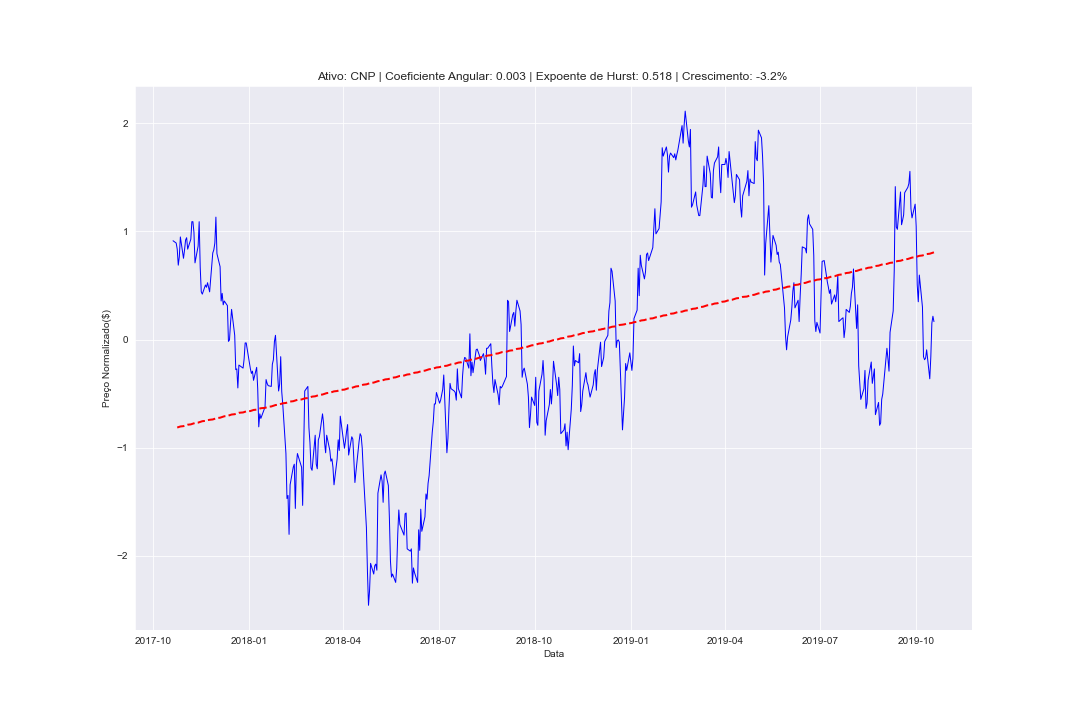 Ativo: CNP | Coeficiente Angular: 0.003 | Expoente de Hurst: 0.518 | Crescimento: -3.2%
Preço Normalizado($)
2
1
0
−1
−2
2017-10 2018-01 2018-04 2018-07 2018-10 2019-01 2019-04 2019-07 2019-10
Data